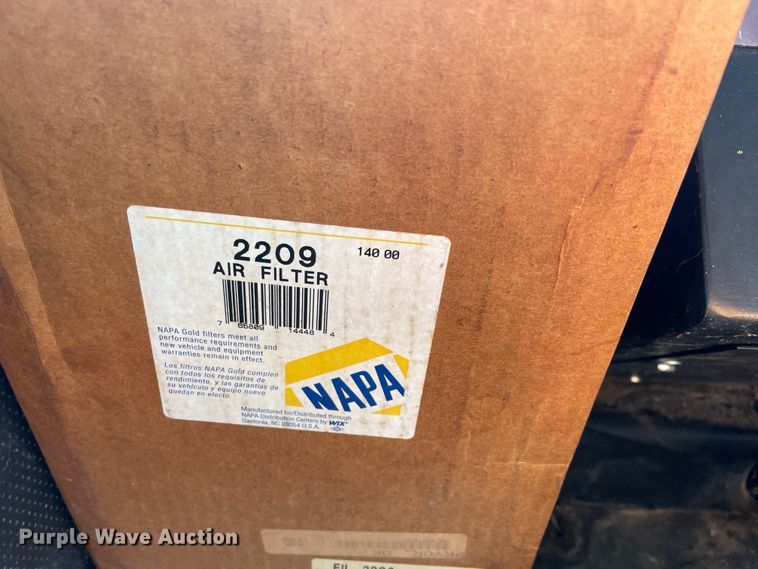 2209
140 00
AIR FILTER
7 65809 14448 4
NAPA Gold filters meet all
performance requirements and
new vehicle and equipment
warranties remain in effect.
Los filtros NAPA Gold cumplen
con todos los requisitos de
rendimiento, y las garantías de
su vehículo y equipo nuevo
quedan en efecto.
NAPA
Manufactured for/Distributed through
NAPA Distribution Centers by WIX
Gastonia, NC 28054 U.S.A.
FIL
Purple Wave Auction